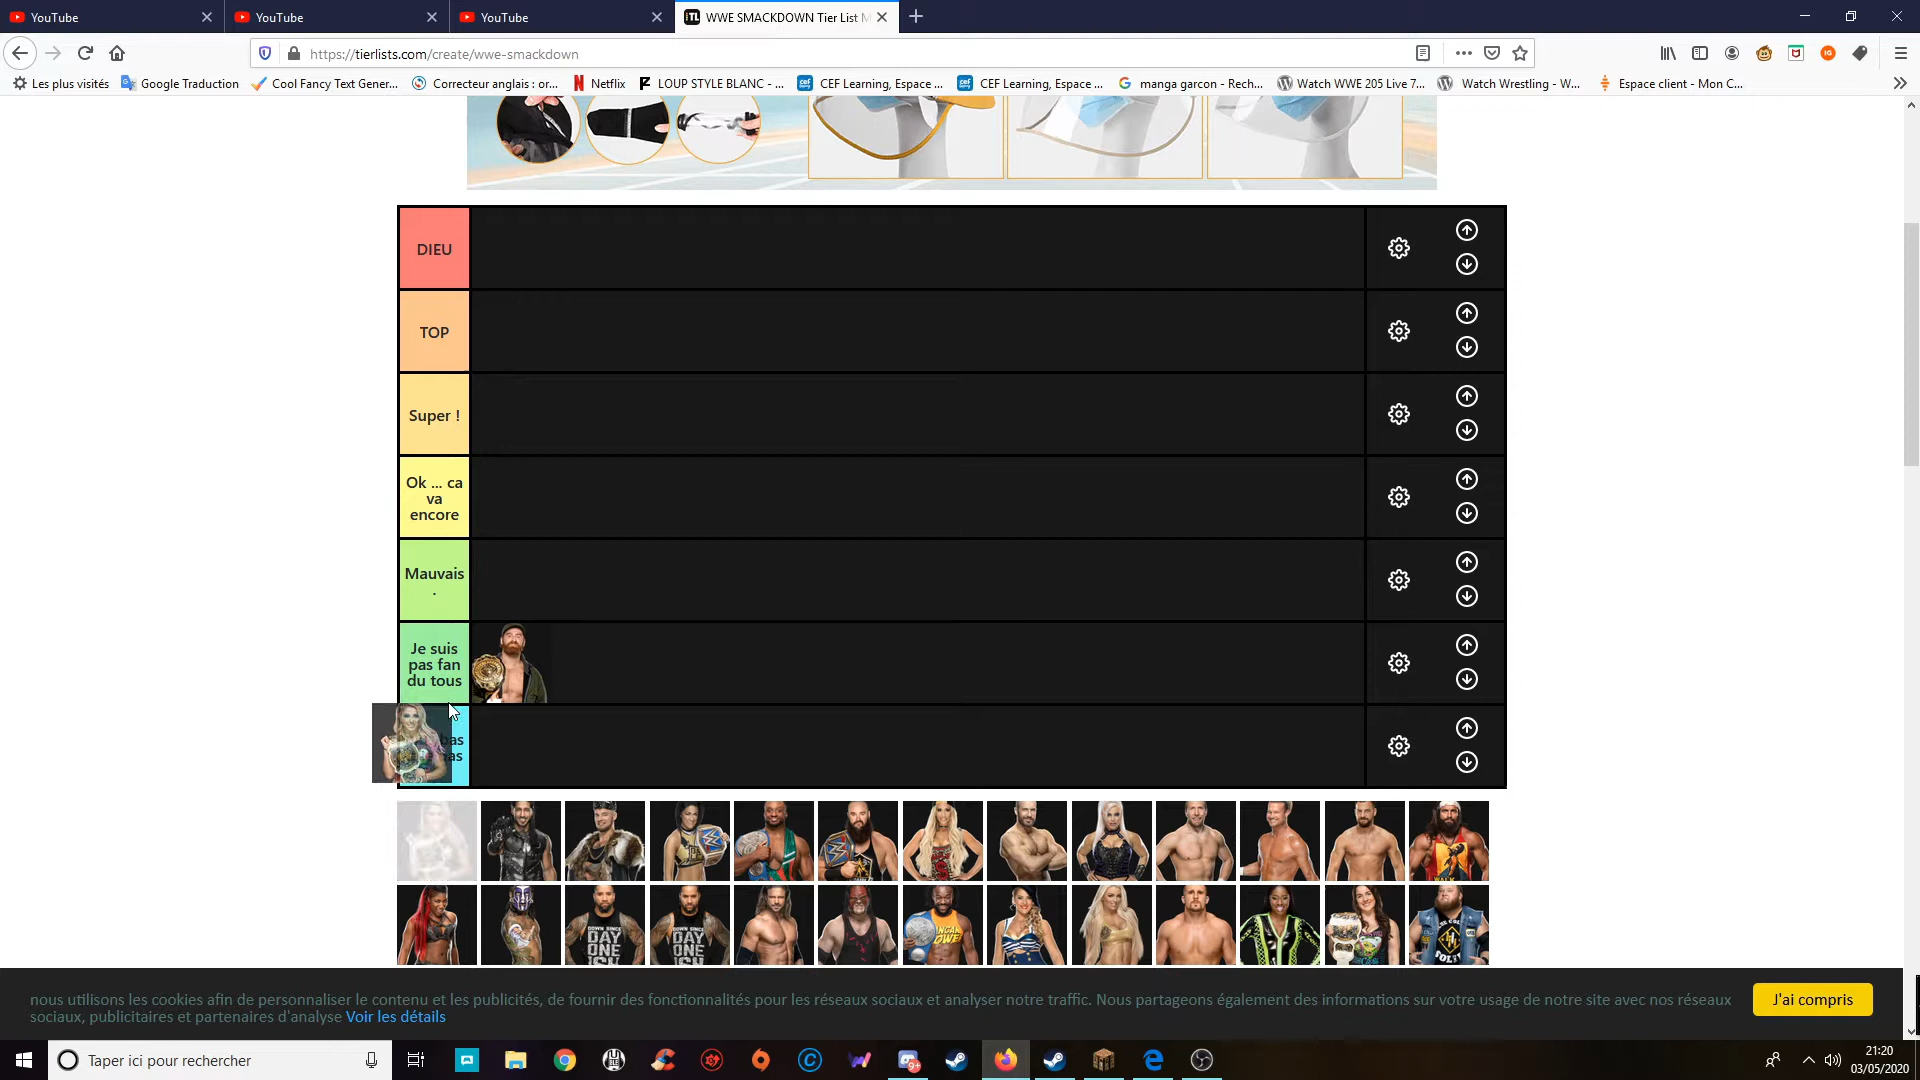 YouTube
YouTube
YouTube
WWE SMACKDOWN Tier List M
https://tierlists.com/create/wwe-smackdown
Les plus visités
Google Traduction
Cool Fancy Text Gener...
Correcteur anglais : or...
Netflix
LOUP STYLE BLANC - ...
CEF Learning, Espace ...
CEF Learning, Espace ...
manga garcon - Rech...
Watch WWE 205 Live 7...
Watch Wrestling - W...
Espace client - Mon C...
DIEU
TOP
Super !
Ok ... ca
va
encore
Mauvais
.
Je suis
pas fan
du tous
DAY
ONE
DAY
ONE
nous utilisons les cookies afin de personnaliser le contenu et les publicités, de fournir des fonctionnalités pour les réseaux sociaux et analyser notre traffic. Nous partageons également des informations sur votre usage de notre site avec nos réseaux
sociaux, publicitaires et partenaires d'analyse Voir les détails
J'ai compris
Taper ici pour rechercher
21:20
03/05/2020